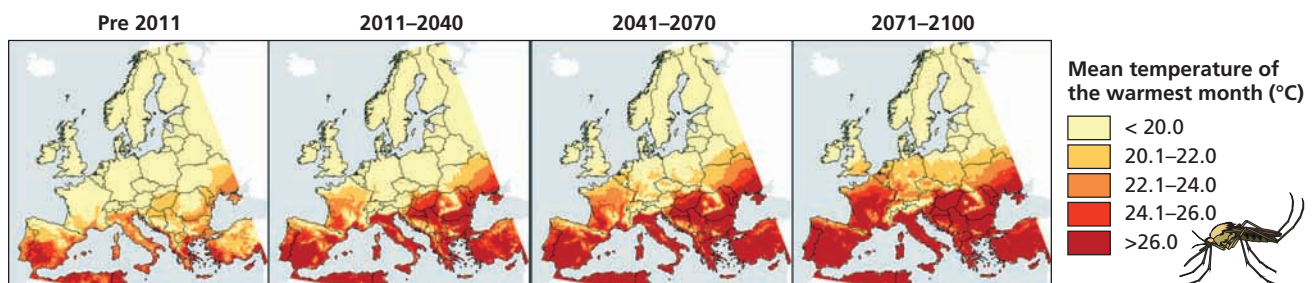 Pre 2011
2011–2040
2041–2070
2071–2100
Mean temperature of
the warmest month (°C)
< 20.0
20.1–22.0
22.1–24.0
24.1–26.0
>26.0